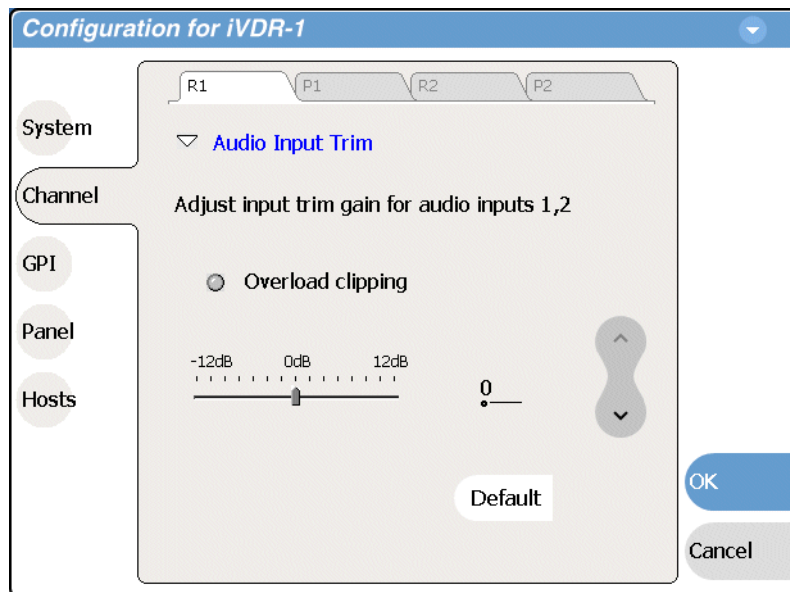 Configuration for iVDR-1
R1 P1 R2 P2
System
Audio Input Trim
Channel
Adjust input trim gain for audio inputs 1,2
GPI
Overload clipping
Panel
-12dB 0dB 12dB
Hosts
0
OK
Default
Cancel